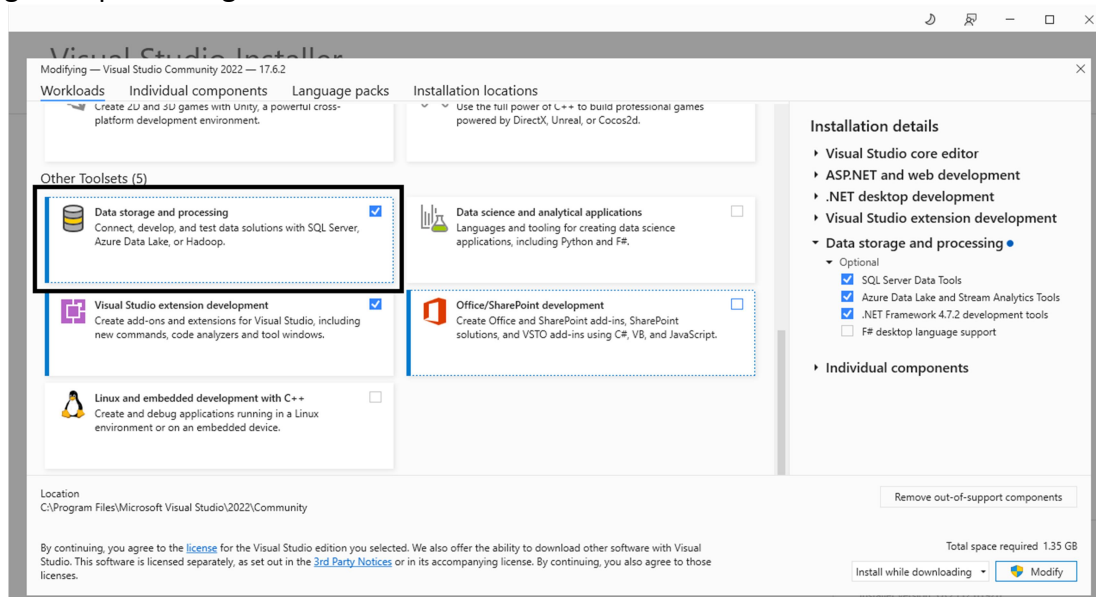 Visual Studio Installer
Modifying — Visual Studio Community 2022 — 17.6.2
Workloads Individual components Language packs Installation locations
Create 2D and 3D games with Unity, a powerful cross-
platform development environment.
Use the full power of C++ to build professional games
powered by DirectX, Unreal, or Cocos2d.
Other Toolsets (5)
Data storage and processing
Connect, develop, and test data solutions with SQL Server,
Azure Data Lake, or Hadoop.
Data science and analytical applications
Languages and tooling for creating data science
applications, including Python and F#.
Visual Studio extension development
Create add-ons and extensions for Visual Studio, including
new commands, code analyzers and tool windows.
Office/SharePoint development
Create Office and SharePoint add-ins, SharePoint
solutions, and VSTO add-ins using C#, VB, and JavaScript.
Linux and embedded development with C++
Create and debug applications running in a Linux
environment or on an embedded device.
Installation details
Visual Studio core editor
ASP.NET and web development
.NET desktop development
Visual Studio extension development
Data storage and processing
Optional
SQL Server Data Tools
Azure Data Lake and Stream Analytics Tools
.NET Framework 4.7.2 development tools
F# desktop language support
Individual components
Location
C:\Program Files\Microsoft Visual Studio\2022\Community
Remove out-of-support components
By continuing, you agree to the license for the Visual Studio edition you selected. We also offer the ability to download other software with Visual
Studio. This software is licensed separately, as set out in the 3rd Party Notices or in its accompanying license. By continuing, you also agree to those
licenses.
Total space required 1.35 GB
Install while downloading Modify